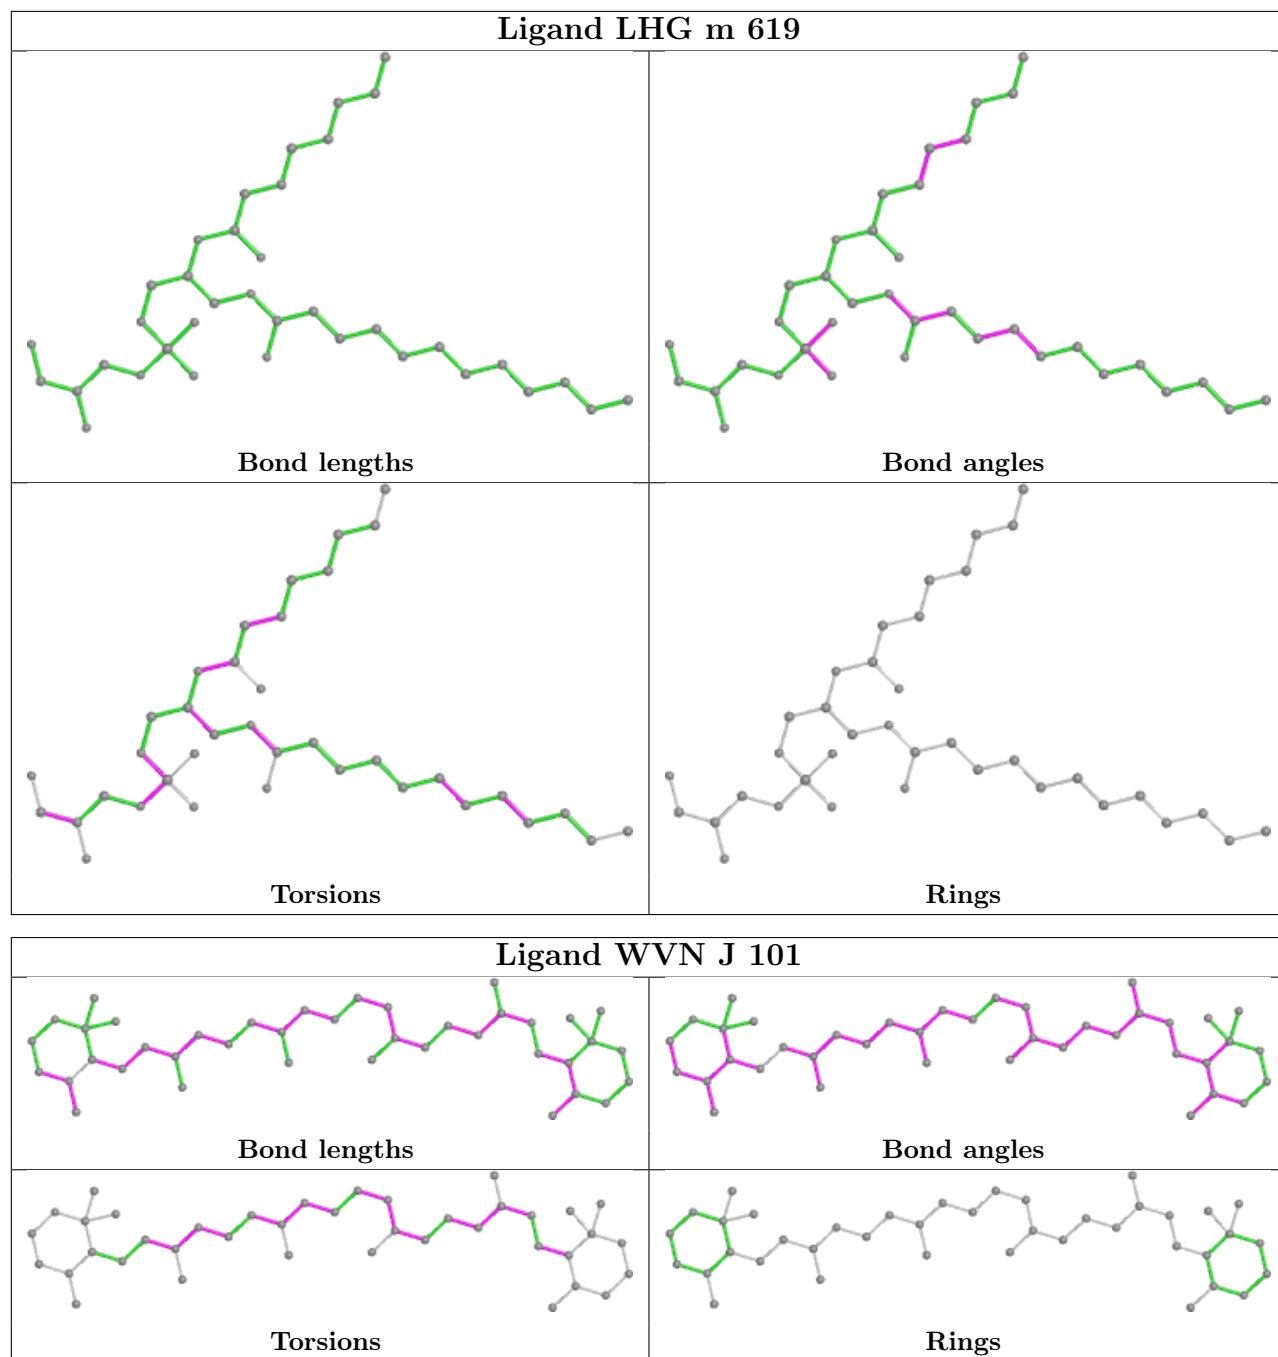 Ligand LHG m 619
Bond lengths
Bond angles
Torsions
Rings
Ligand WVN J 101
Bond lengths
Bond angles
Torsions
Rings